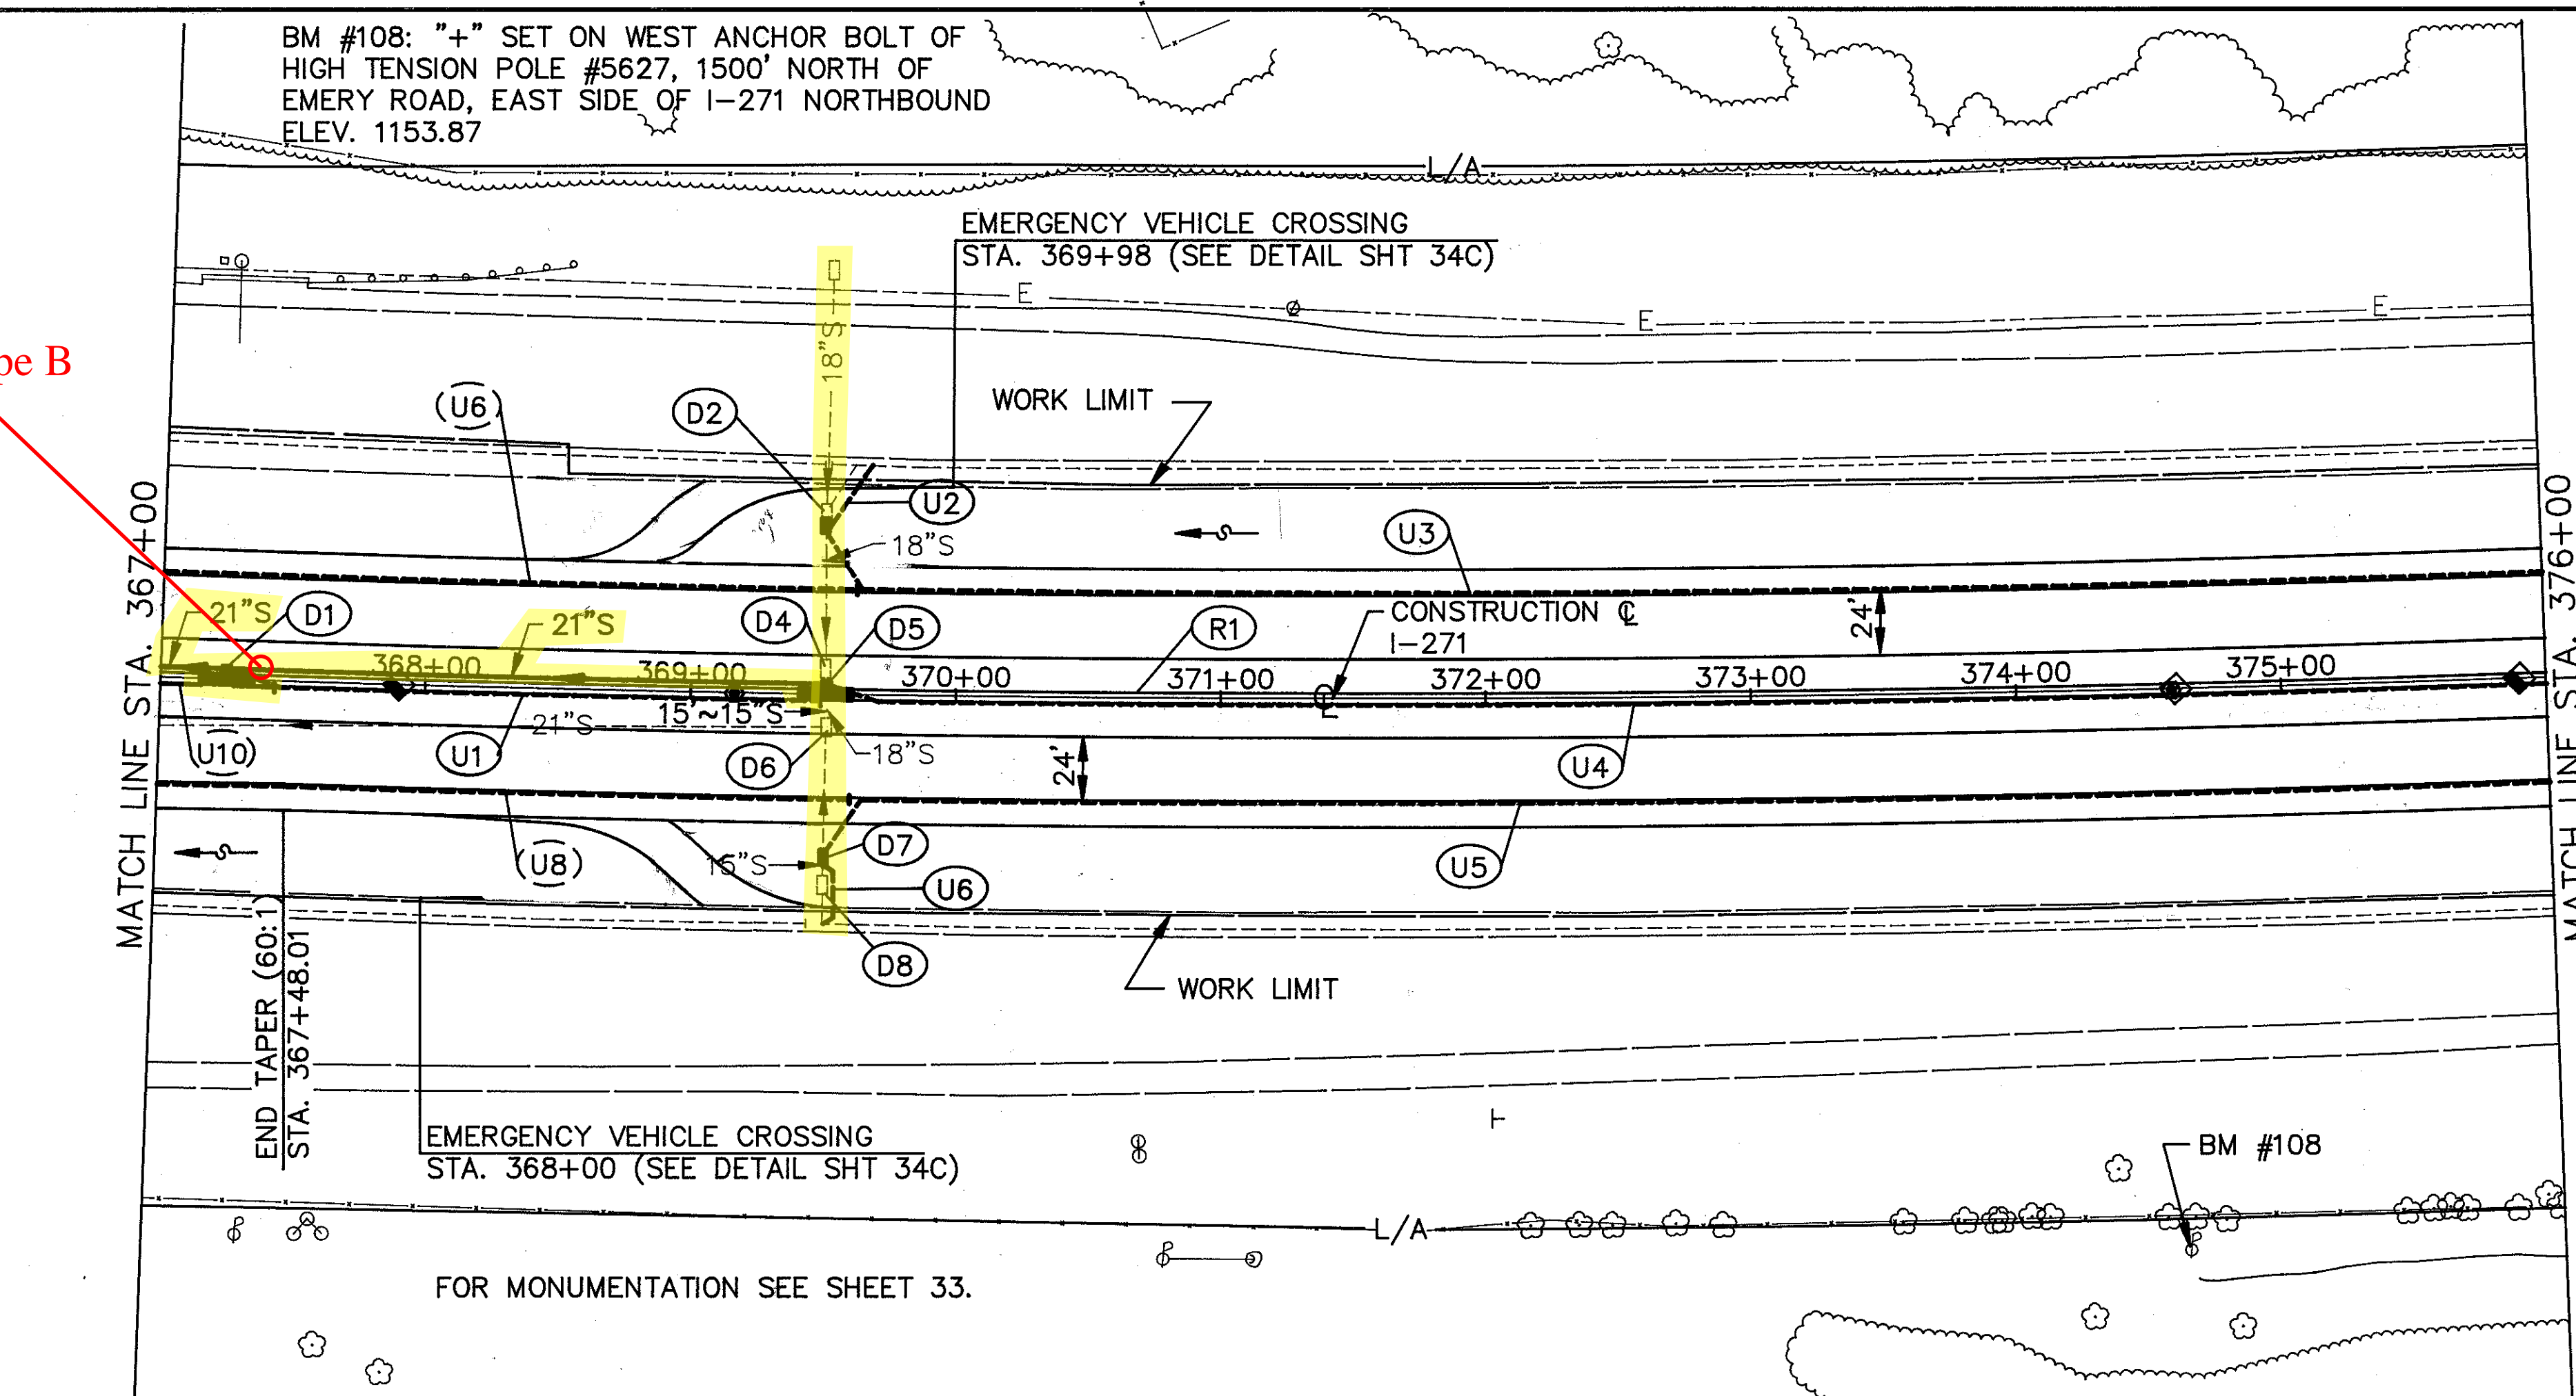 BM #108: "+" SET ON WEST ANCHOR BOLT OF
HIGH TENSION POLE #5627, 1500' NORTH OF
EMERY ROAD, EAST SIDE OF I-271 NORTHBOUND
ELEV. 1153.87
L/A
EMERGENCY VEHICLE CROSSING
STA. 369+98 (SEE DETAIL SHT 34C)
E
E
E
18"S
pe B
(U6)
D2
WORK LIMIT
U2
18"S
S
U3
MATCH LINE STA. 367+00
MATCH LINE STA. 376+00
21"S
D1
21"S
D4
D5
R1
CONSTRUCTION ℄
I-271
24'
368+00
369+00
370+00
371+00
372+00
373+00
374+00
375+00
15'~15"S
21"S
(U10)
U1
D6
18"S
24'
U4
S
(U8)
15"S
D7
U6
U5
D8
WORK LIMIT
END TAPER (60:1)
STA. 367+48.01
EMERGENCY VEHICLE CROSSING
STA. 368+00 (SEE DETAIL SHT 34C)
BM #108
L/A
FOR MONUMENTATION SEE SHEET 33.